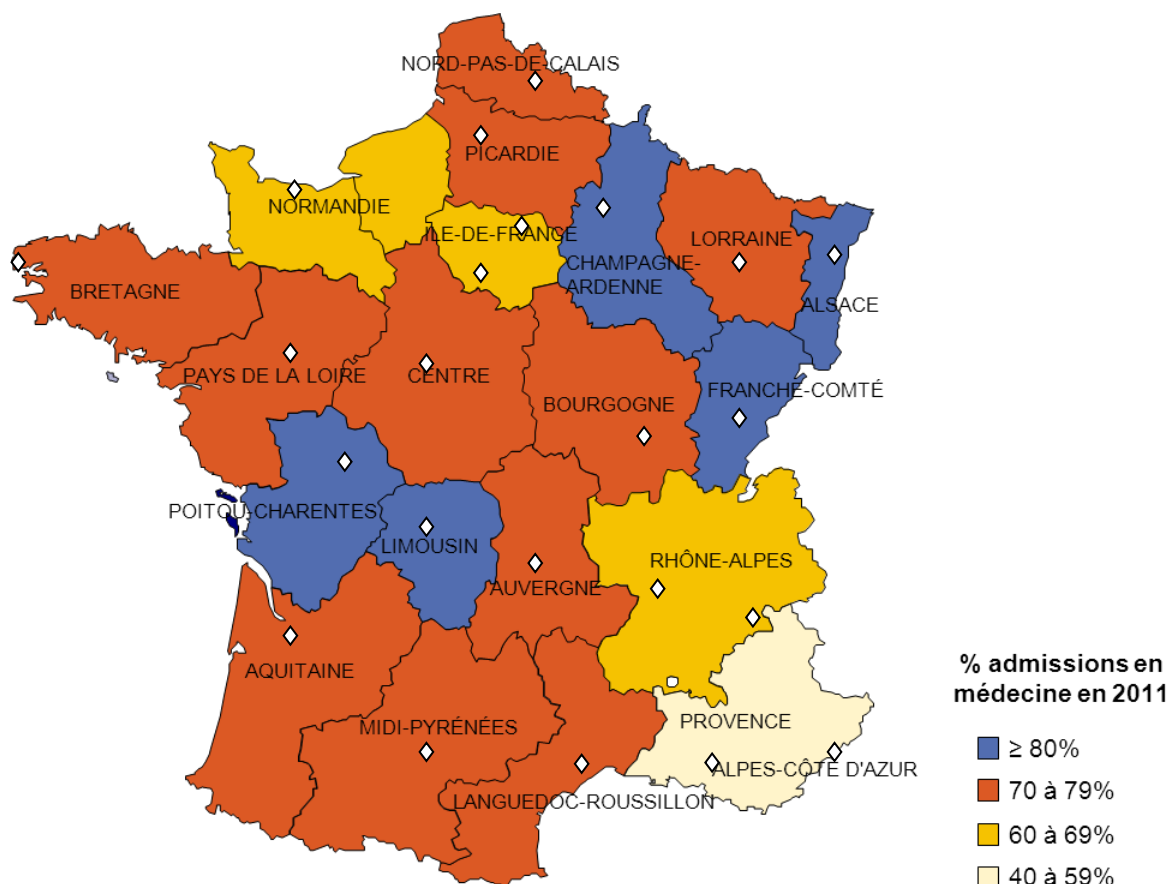 NORD-PAS-DE-CALAIS
PICARDIE
NORMANDIE
ILE-DE-FRANCE
CHAMPAGNE-
ARDENNE
LORRAINE
ALSACE
BRETAGNE
PAYS DE LA LOIRE
CENTRE
BOURGOGNE
FRANCHE-COMTÉ
POITOU-CHARENTES
LIMOUSIN
AUVERGNE
RHÔNE-ALPES
AQUITAINE
MIDI-PYRÉNÉES
LANGUEDOC-ROUSSILLON
PROVENCE
ALPES-CÔTE D'AZUR
% admissions en
médecine en 2011
≥ 80%
70 à 79%
60 à 69%
40 à 59%